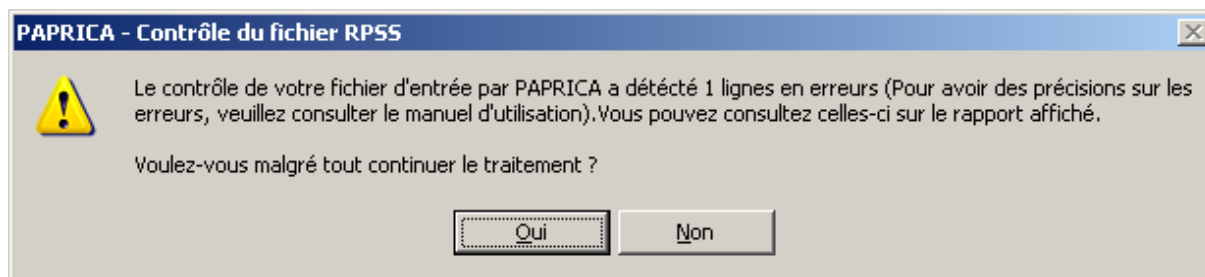 PAPRICA - Contrôle du fichier RPSS
Le contrôle de votre fichier d'entrée par PAPRICA a détécté 1 lignes en erreurs (Pour avoir des précisions sur les
erreurs, veuillez consulter le manuel d'utilisation).Vous pouvez consultez celles-ci sur le rapport affiché.
Voulez-vous malgré tout continuer le traitement ?
Oui
Non